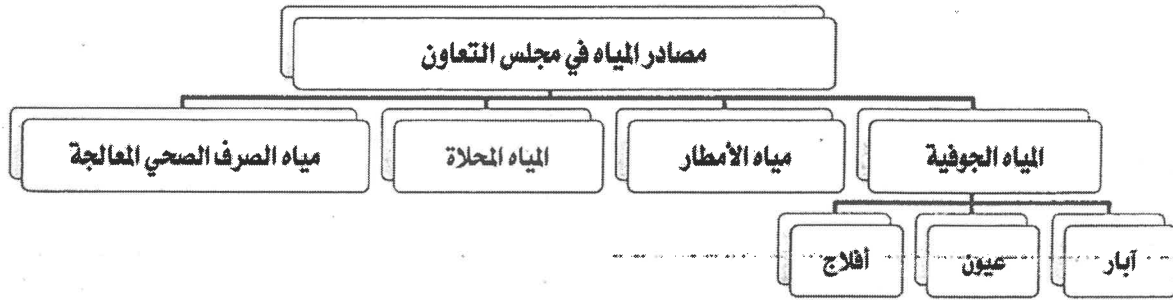 مصادر المياه في مجلس التعاون
المياه الجوفية
مياه الأمطار
المياه المحلاة
مياه الصرف الصحي المعالجة
آبار
عيون
أفلاج